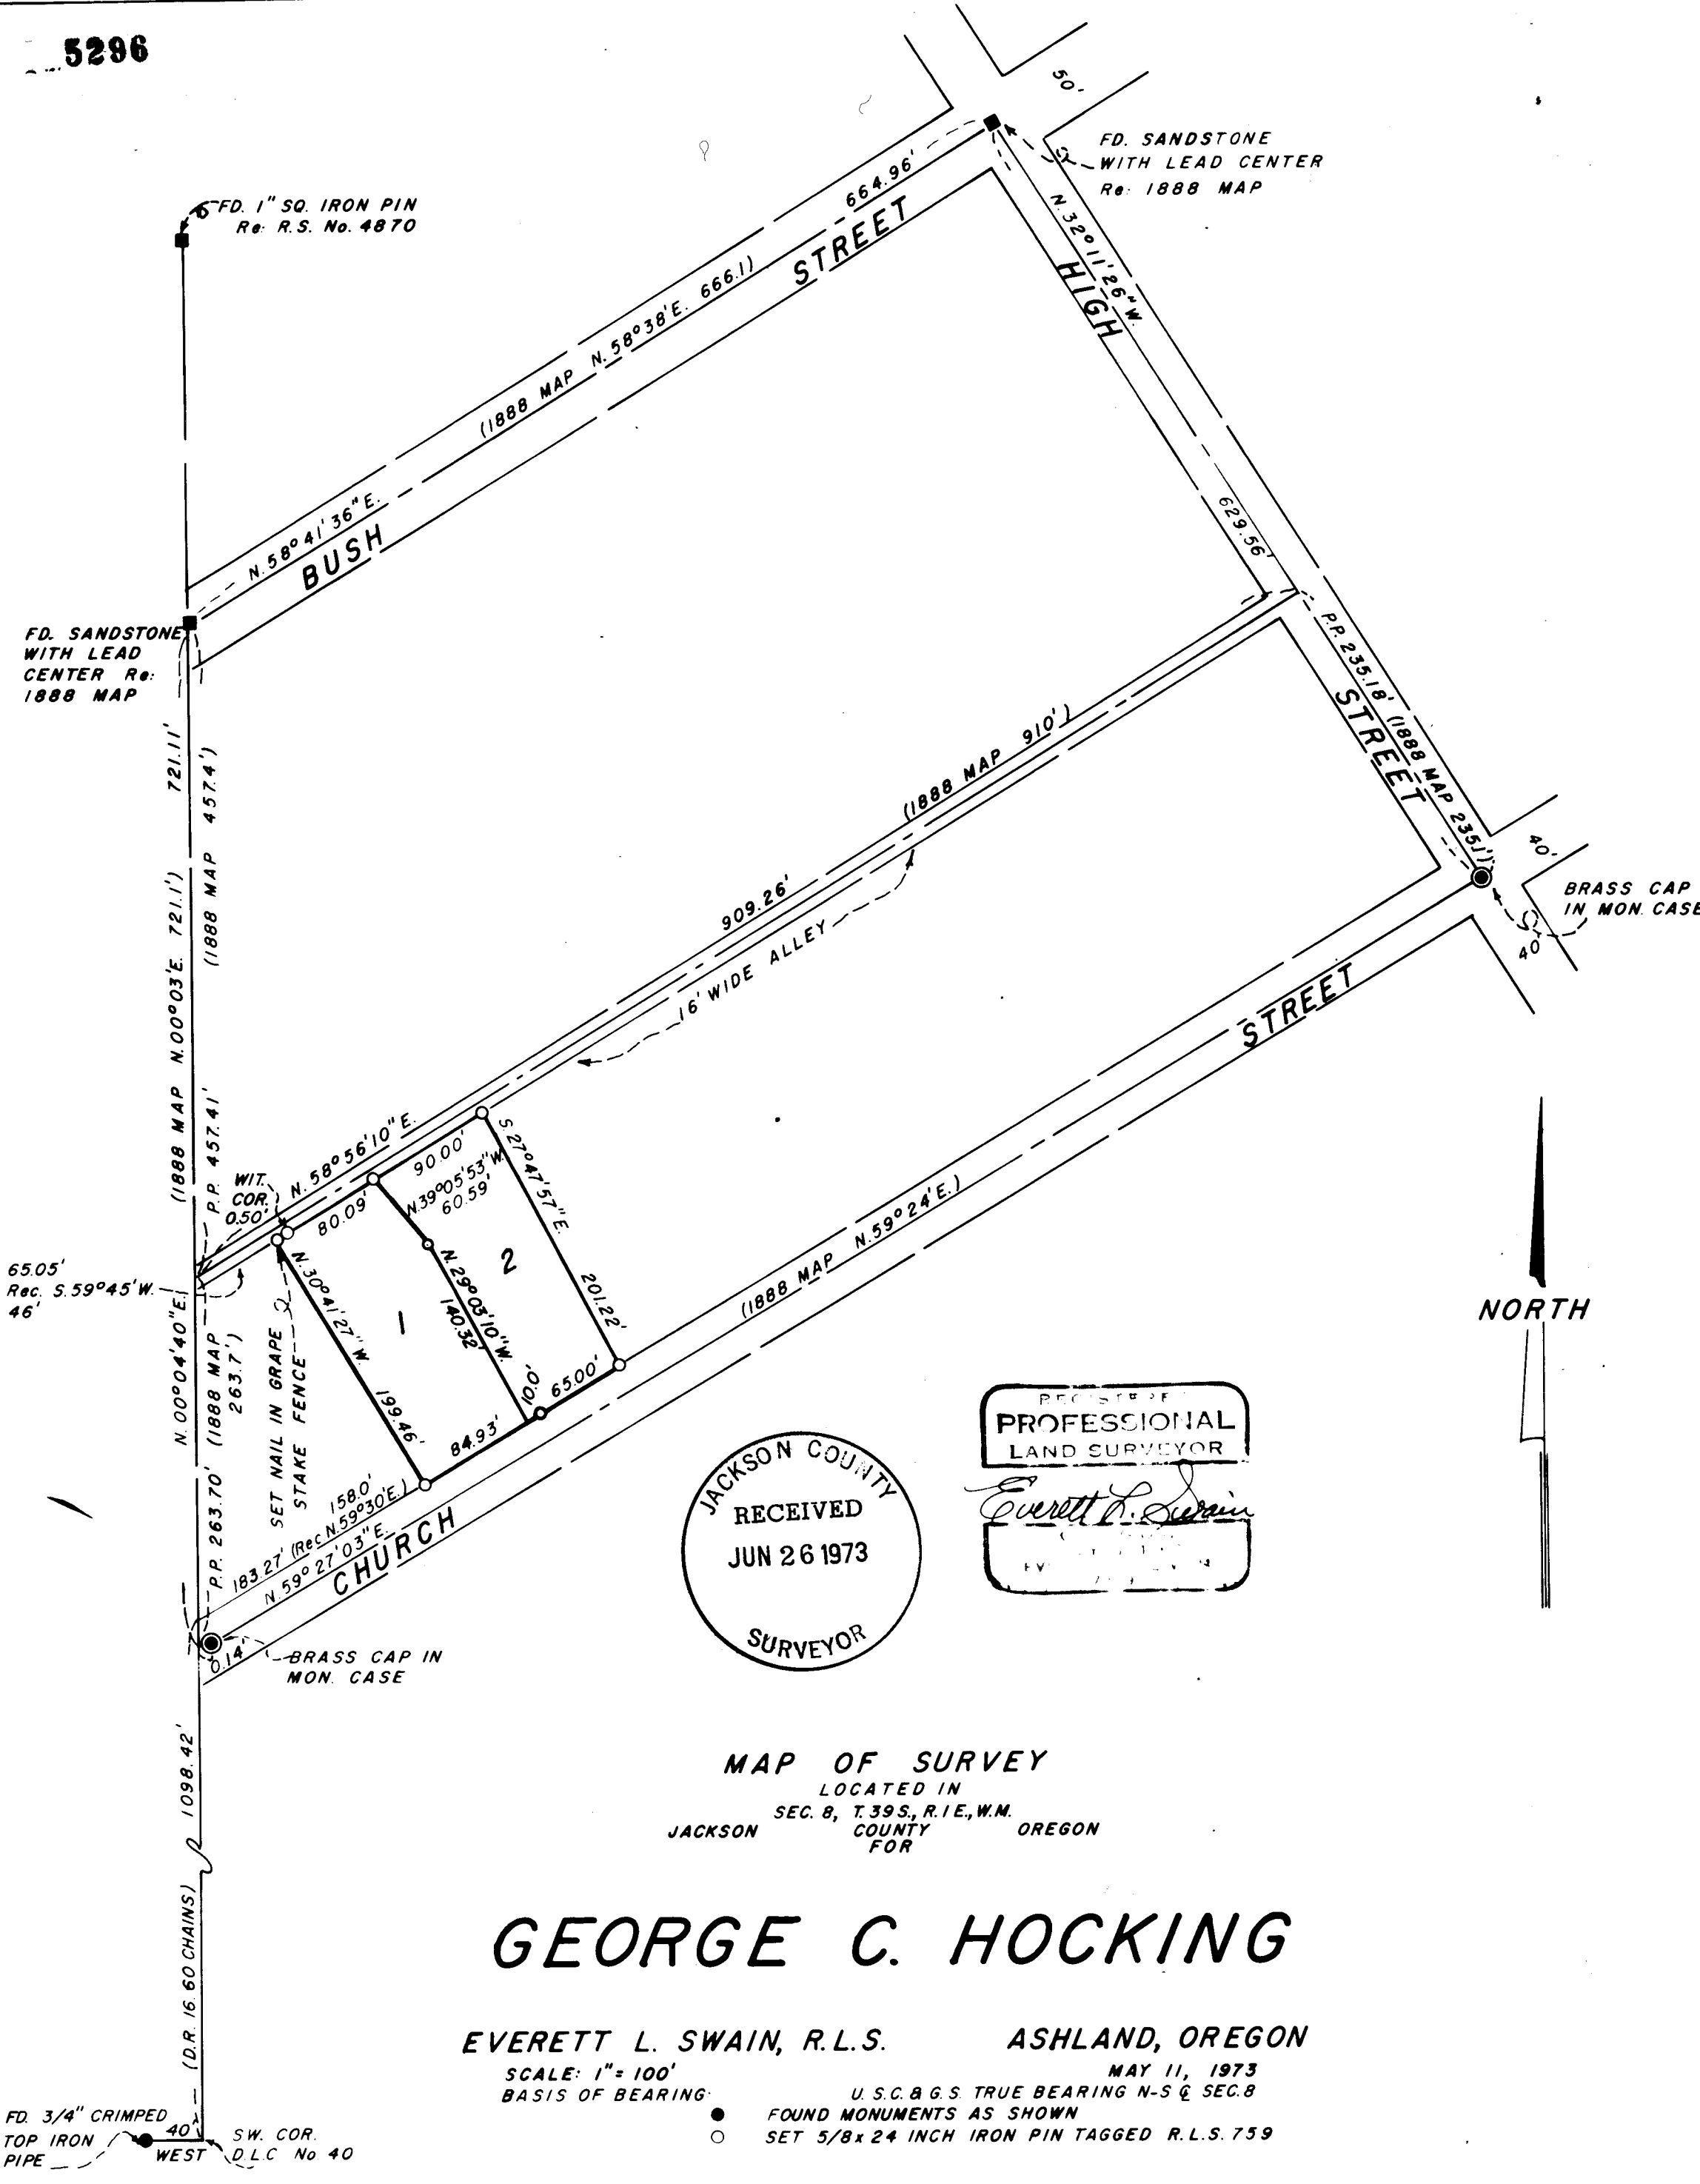 5296
50'
FD. SANDSTONE
WITH LEAD CENTER
Re: 1888 MAP
FD. 1" SQ. IRON PIN
Re: R.S. No. 4870
664.96'
(1888 MAP N.58°38'E. 666.1)
N.58°41'36"E.
BUSH STREET
N.32°11'26"W.
629.56'
HIGH STREET
P.P. 235.18' (1888 MAP 235.1')
40'
BRASS CAP
IN MON. CASE
40'
FD. SANDSTONE
WITH LEAD
CENTER Re:
1888 MAP
721.11'
(1888 MAP N.00°03'E. 721.1')
(1888 MAP 457.4')
P.P. 457.41'
(1888 MAP 910')
909.26'
16' WIDE ALLEY
N.58°56'10"E.
WIT.
COR.
0.50'
80.09'
90.00'
N.39°05'53"W.
60.59'
S.27°47'57"E.
201.22'
2
1
N.29°03'10"W.
140.32'
N.30°41'27"W.
199.46'
10.0'
65.00'
84.93'
65.05'
Rec. S.59°45'W.
46'
N.00°04'40"E.
P.P. 263.70' (1888 MAP
263.7')
SET NAIL IN GRAPE
STAKE FENCE
(1888 MAP N.59°24'E.)
158.0'
183.27' (Rec N.59°30'E.)
N.59°27'03"E.
CHURCH STREET
0.14'
BRASS CAP IN
MON. CASE
NORTH
JACKSON COUNTY
RECEIVED
JUN 26 1973
SURVEYOR
REGISTERED
PROFESSIONAL
LAND SURVEYOR
Everett L. Swain
1098.42'
(D.R. 16.60 CHAINS)
MAP OF SURVEY
LOCATED IN
SEC. 8, T.39S., R.1E., W.M.
JACKSON COUNTY OREGON
FOR
GEORGE C. HOCKING
EVERETT L. SWAIN, R.L.S. ASHLAND, OREGON
SCALE: 1"= 100' MAY 11, 1973
BASIS OF BEARING: U.S.C.&G.S. TRUE BEARING N-S ℄ SEC.8
FOUND MONUMENTS AS SHOWN
SET 5/8 x 24 INCH IRON PIN TAGGED R.L.S. 759
FD. 3/4" CRIMPED
TOP IRON
PIPE
40'
WEST
SW. COR.
D.L.C No 40